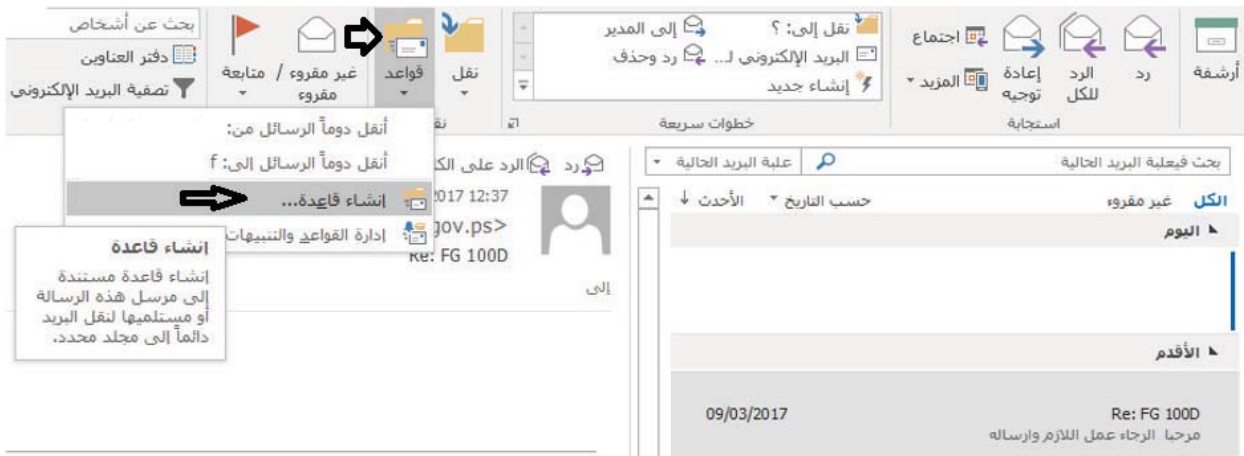 أرشفة
رد
الرد للكل
إعادة توجيه
اجتماع
المزيد
استجابة
نقل إلى: ؟
إلى المدير
البريد الإلكتروني لـ...
رد وحذف
إنشاء جديد
خطوات سريعة
نقل
قواعد
غير مقروء / مقروء
متابعة
بحث عن أشخاص
دفتر العناوين
تصفية البريد الإلكتروني
أنقل دوماً الرسائل من:
أنقل دوماً الرسائل إلى: f
إنشاء قاعدة...
إدارة القواعد والتنبيهات
إنشاء قاعدة
إنشاء قاعدة مستندة
إلى مرسل هذه الرسالة
أو مستلميها لنقل البريد
دائماً إلى مجلد محدد.
بحث فيعلبة البريد الحالية
علبة البريد الحالية
الكل غير مقروء
حسب التاريخ الأحدث
اليوم
الأقدم
Re: FG 100D
09/03/2017
مرحبا الرجاء عمل اللازم وارساله
رد الرد على
2017 12:37
gov.ps>
Re: FG 100D
إلى